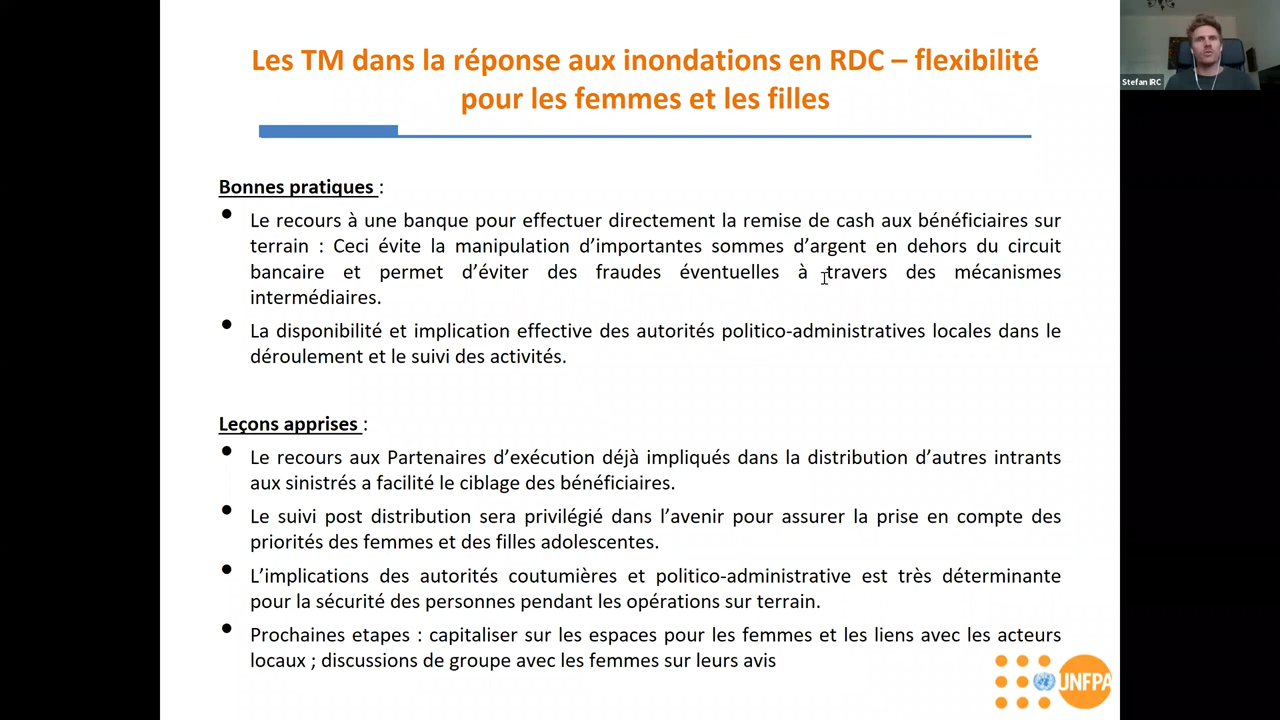 Les TM dans la réponse aux inondations en RDC – flexibilité
pour les femmes et les filles
Stefan IRC
Bonnes pratiques :
• Le recours à une banque pour effectuer directement la remise de cash aux bénéficiaires sur
terrain : Ceci évite la manipulation d’importantes sommes d’argent en dehors du circuit
bancaire et permet d’éviter des fraudes éventuelles à travers des mécanismes
intermédiaires.
• La disponibilité et implication effective des autorités politico-administratives locales dans le
déroulement et le suivi des activités.
Leçons apprises :
• Le recours aux Partenaires d’exécution déjà impliqués dans la distribution d’autres intrants
aux sinistrés a facilité le ciblage des bénéficiaires.
• Le suivi post distribution sera privilégié dans l’avenir pour assurer la prise en compte des
priorités des femmes et des filles adolescentes.
• L’implications des autorités coutumières et politico-administrative est très déterminante
pour la sécurité des personnes pendant les opérations sur terrain.
• Prochaines etapes : capitaliser sur les espaces pour les femmes et les liens avec les acteurs
locaux ; discussions de groupe avec les femmes sur leurs avis
UNFPA